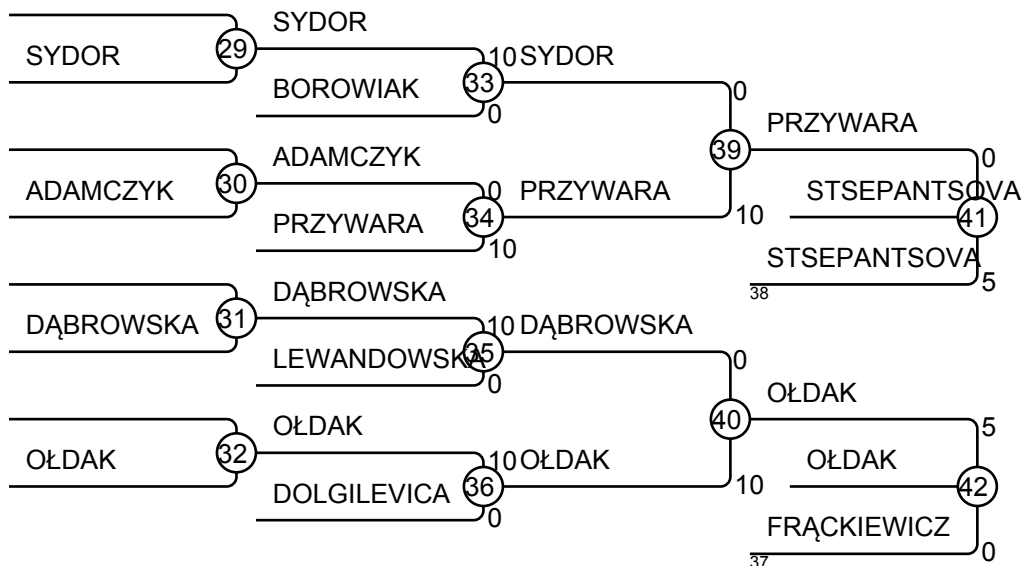 SYDOR
29
SYDOR
10
SYDOR
BOROWIAK
33
0
0
ADAMCZYK
30
ADAMCZYK
0
PRZYWARA
34
PRZYWARA
10
39
10
PRZYWARA
0
STSEPANTSOVA
41
STSEPANTSOVA
38
5
DĄBROWSKA
31
DĄBROWSKA
10
DĄBROWSKA
LEWANDOWSKA
35
0
0
OŁDAK
32
OŁDAK
10
OŁDAK
DOLGILEVICA
36
0
40
10
OŁDAK
5
OŁDAK
42
FRĄCKIEWICZ
37
0